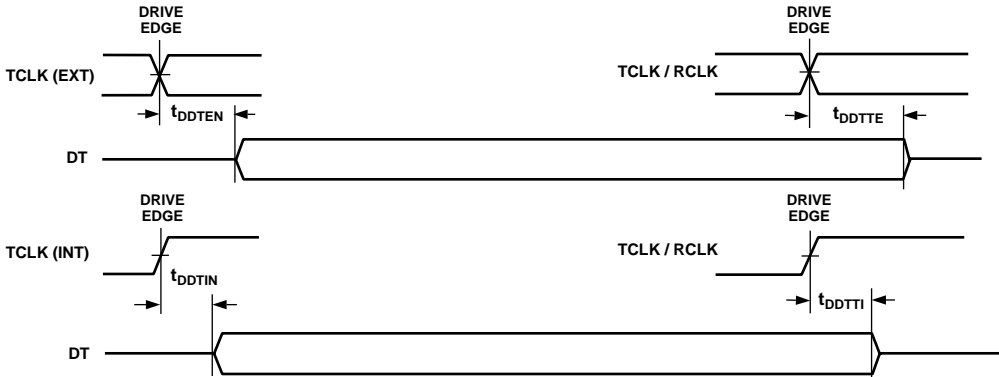 DRIVE
EDGE
DRIVE
EDGE
TCLK (EXT)
TCLK / RCLK
tDDTEN
tDDTTE
DT
DRIVE
EDGE
DRIVE
EDGE
TCLK (INT)
TCLK / RCLK
tDDTIN
tDDTTI
DT